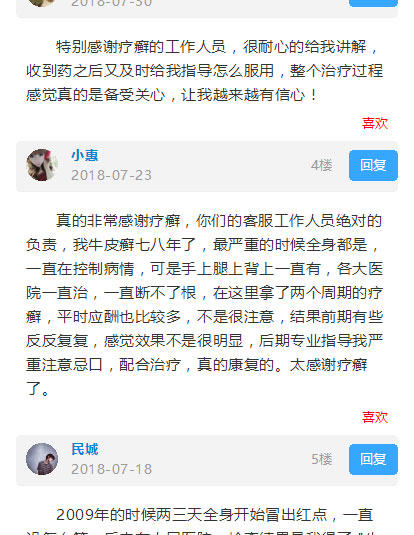 2018-07-30
特别感谢疗癣的工作人员，很耐心的给我讲解，
收到药之后又及时给我指导怎么服用，整个治疗过程
感觉真的是备受关心，让我越来越有信心！
喜欢
小惠
4楼
回复
2018-07-23
真的非常感谢疗癣，你们的客服工作人员绝对的
负责，我牛皮癣七八年了，最严重的时候全身都是，
一直在控制病情，可是手上腿上背上一直有，各大医
院一直治，一直断不了根，在这里拿了两个周期的疗
癣，平时应酬也比较多，不是很注意，结果前期有些
反反复复，感觉效果不是很明显，后期专业指导我严
重注意忌口，配合治疗，真的康复的。太感谢疗癣
了。
喜欢
民城
5楼
回复
2018-07-18
2009年的时候两三天全身开始冒出红点，一直